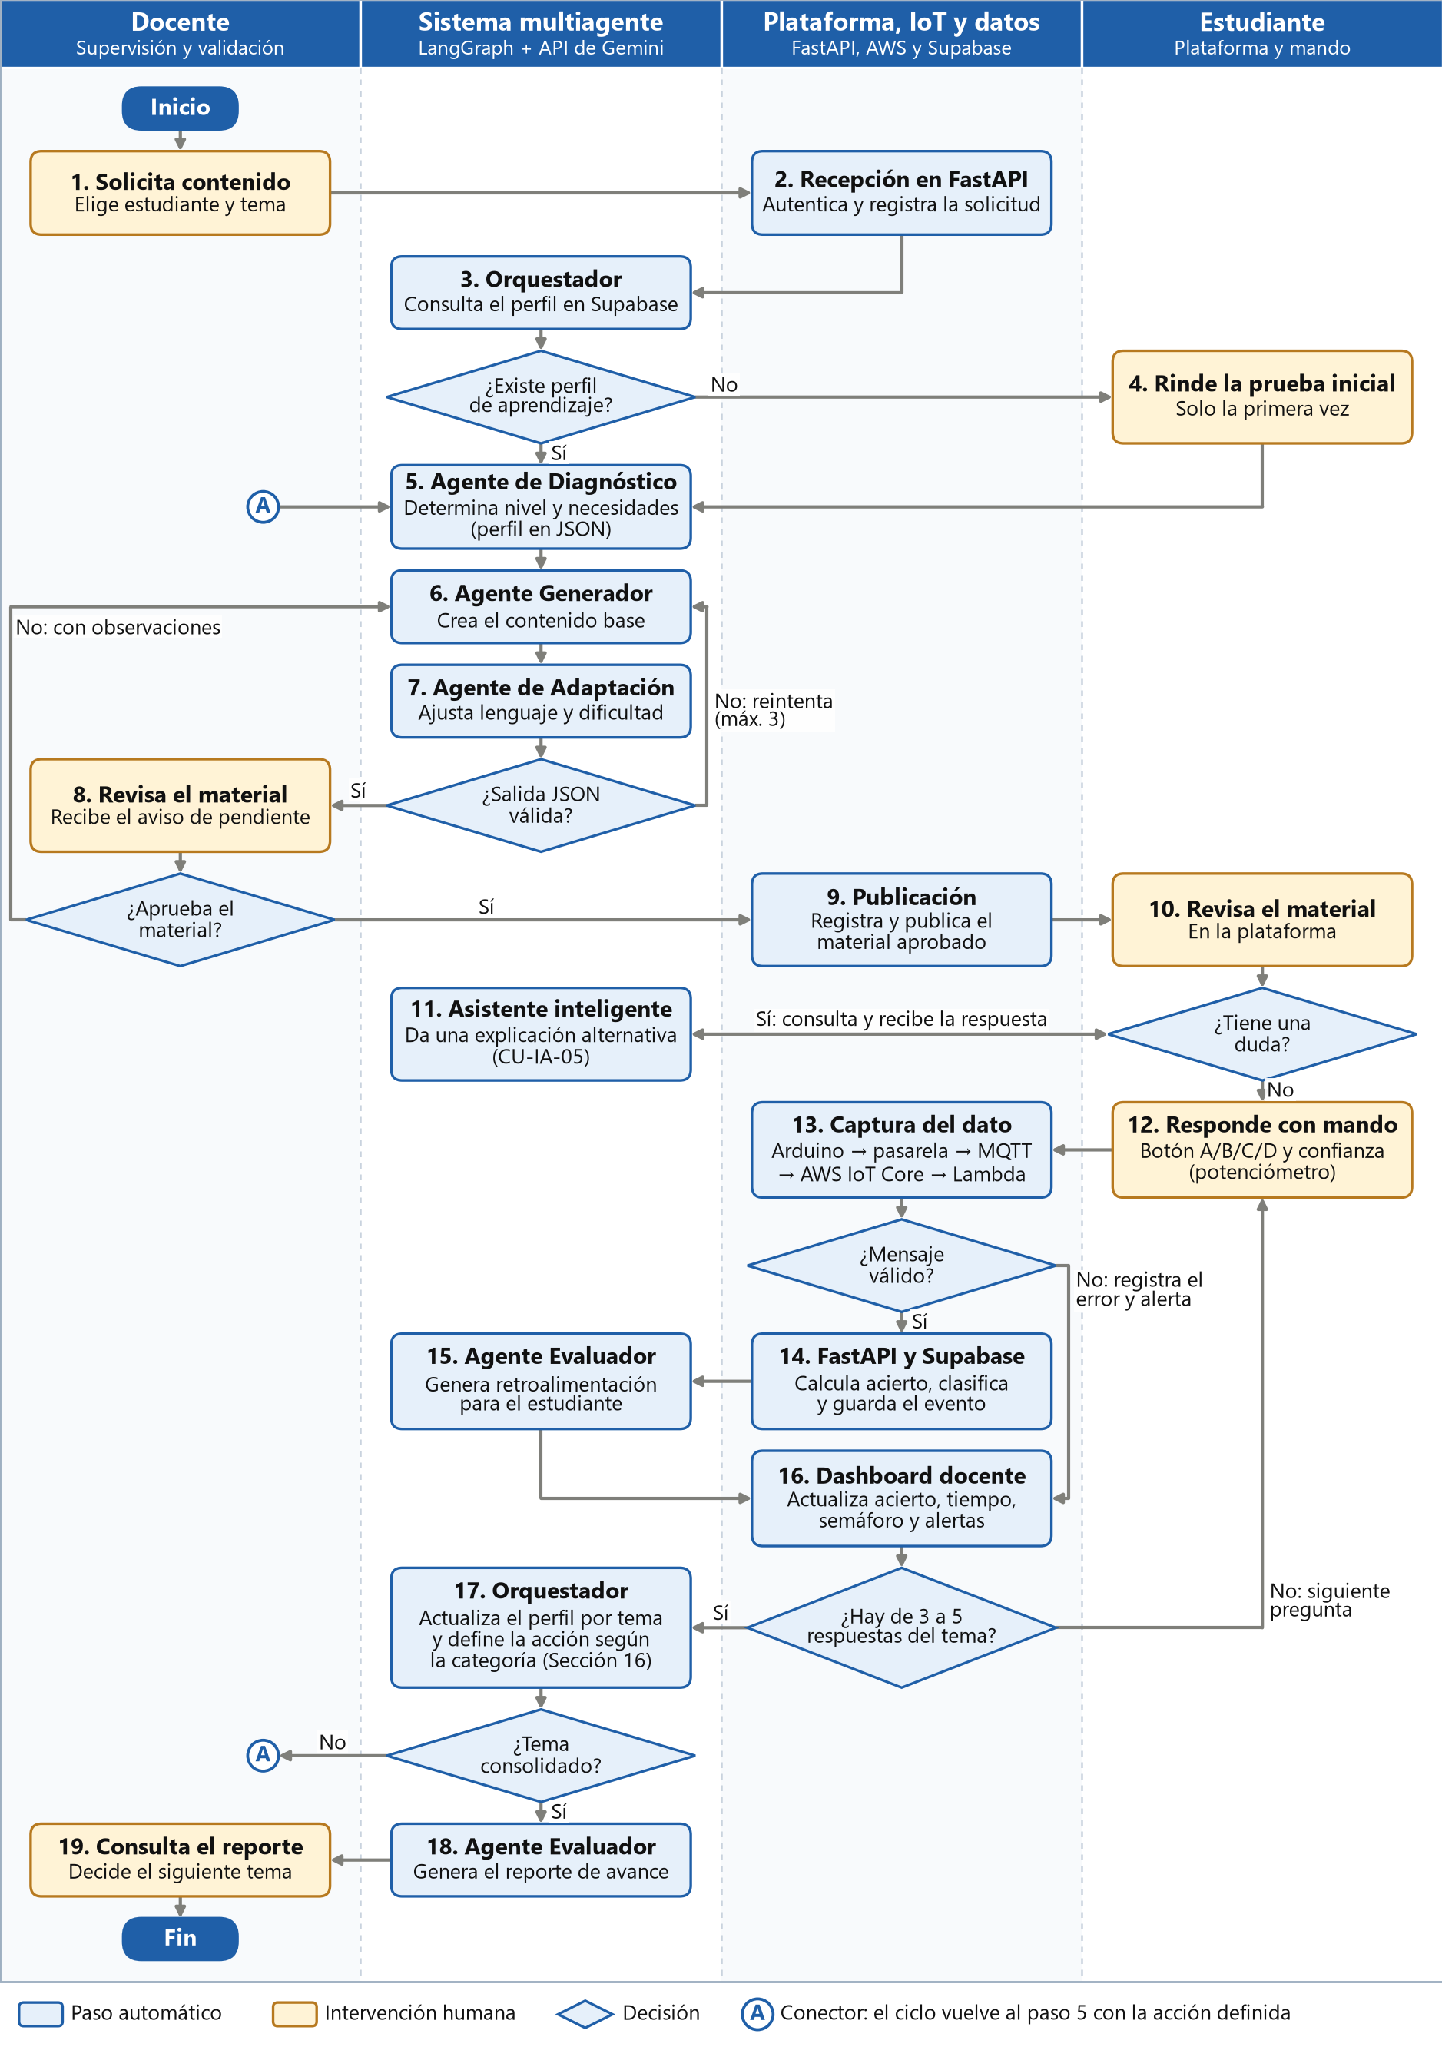 Docente
Supervisión y validación
Sistema multiagente
LangGraph + API de Gemini
Plataforma, IoT y datos
FastAPI, AWS y Supabase
Estudiante
Plataforma y mando
Inicio
1. Solicita contenido
Elige estudiante y tema
2. Recepción en FastAPI
Autentica y registra la solicitud
3. Orquestador
Consulta el perfil en Supabase
¿Existe perfil
de aprendizaje?
No
Sí
4. Rinde la prueba inicial
Solo la primera vez
A
5. Agente de Diagnóstico
Determina nivel y necesidades
(perfil en JSON)
6. Agente Generador
Crea el contenido base
No: con observaciones
7. Agente de Adaptación
Ajusta lenguaje y dificultad
No: reintenta
(máx. 3)
¿Salida JSON
válida?
Sí
8. Revisa el material
Recibe el aviso de pendiente
¿Aprueba el
material?
Sí
9. Publicación
Registra y publica el
material aprobado
10. Revisa el material
En la plataforma
11. Asistente inteligente
Da una explicación alternativa
(CU-IA-05)
Sí: consulta y recibe la respuesta
¿Tiene una
duda?
No
12. Responde con mando
Botón A/B/C/D y confianza
(potenciómetro)
13. Captura del dato
Arduino → pasarela → MQTT
→ AWS IoT Core → Lambda
¿Mensaje
válido?
No: registra el
error y alerta
Sí
14. FastAPI y Supabase
Calcula acierto, clasifica
y guarda el evento
15. Agente Evaluador
Genera retroalimentación
para el estudiante
16. Dashboard docente
Actualiza acierto, tiempo,
semáforo y alertas
¿Hay de 3 a 5
respuestas del tema?
No: siguiente
pregunta
Sí
17. Orquestador
Actualiza el perfil por tema
y define la acción según
la categoría (Sección 16)
¿Tema
consolidado?
No
A
Sí
18. Agente Evaluador
Genera el reporte de avance
19. Consulta el reporte
Decide el siguiente tema
Fin
Paso automático
Intervención humana
Decisión
A
Conector: el ciclo vuelve al paso 5 con la acción definida